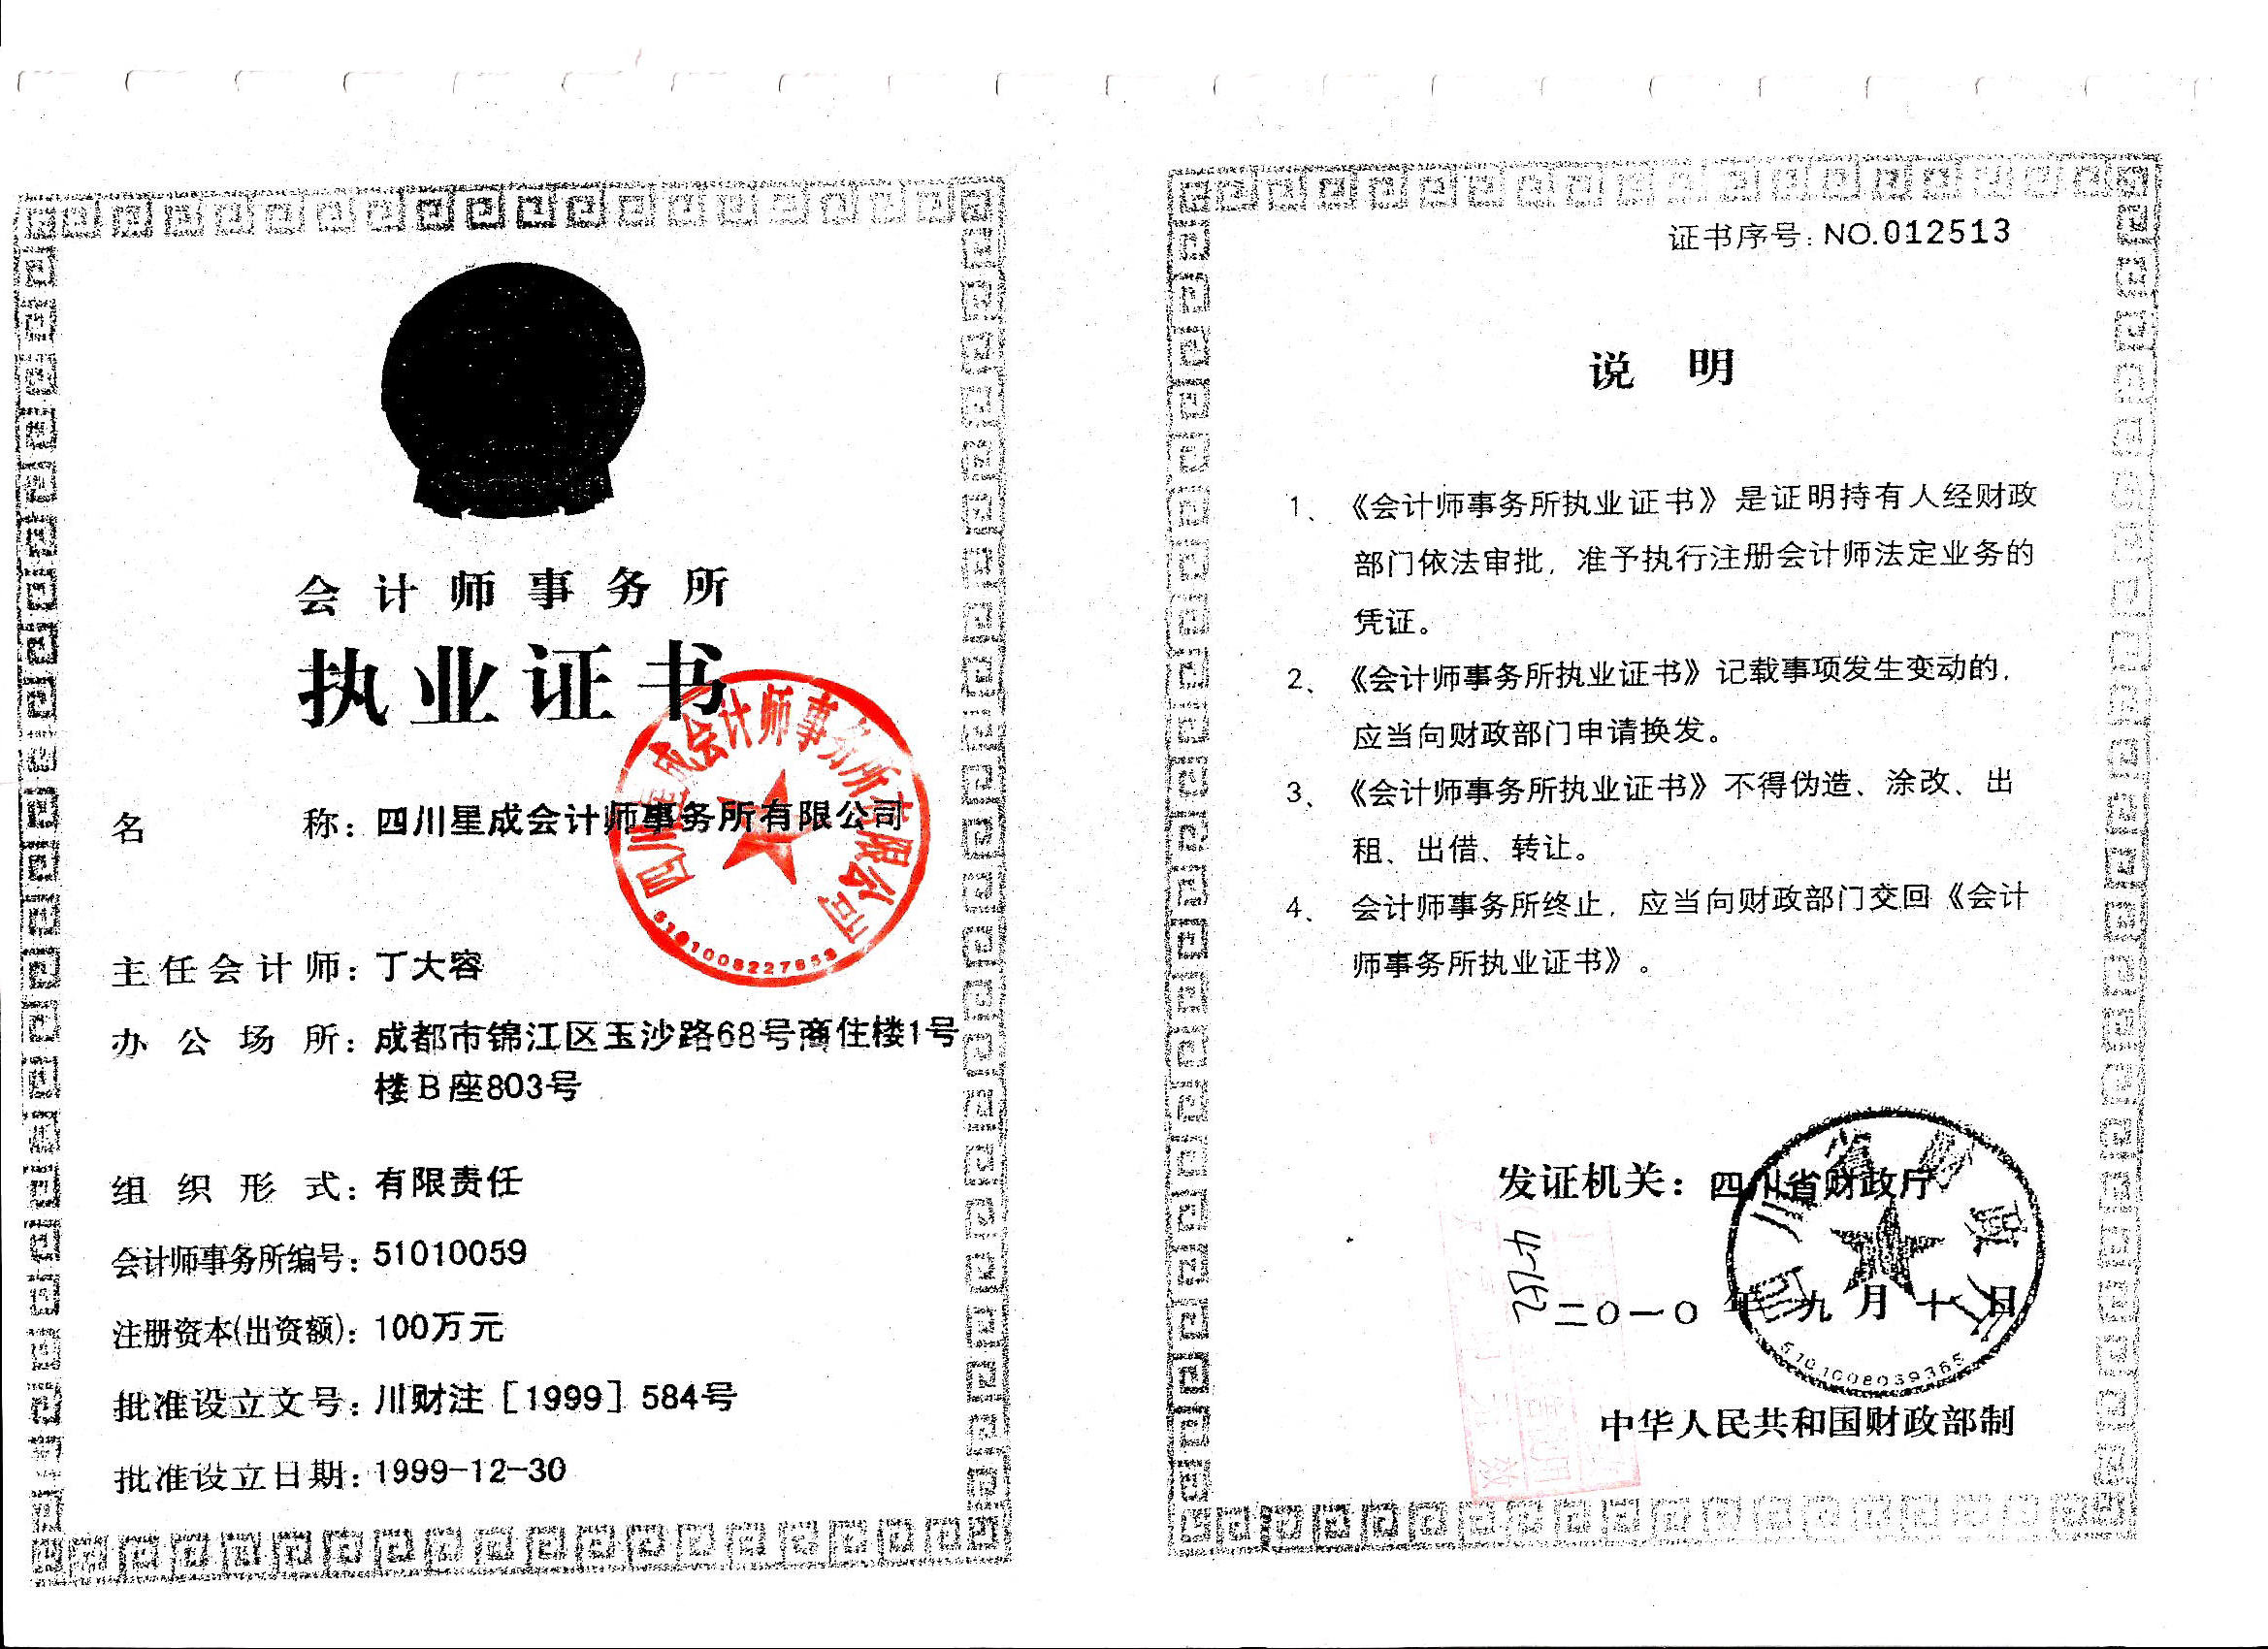 会计师事务所
执业证书
名 称：四川星成会计师事务所有限公司
主任会计师：丁大容
办公场所：成都市锦江区玉沙路68号商住楼1号
楼B座803号
组织形式：有限责任
会计师事务所编号：51010059
注册资本(出资额)：100万元
批准设立文号：川财注［1999］584号
批准设立日期：1999-12-30
四川星成会计师事务所有限公司
证书序号：NO.012513
说 明
1、《会计师事务所执业证书》是证明持有人经财政
部门依法审批，准予执行注册会计师法定业务的
凭证。
2、《会计师事务所执业证书》记载事项发生变动的，
应当向财政部门申请换发。
3、《会计师事务所执业证书》不得伪造、涂改、出
租、出借、转让。
4、会计师事务所终止，应当向财政部门交回《会计
师事务所执业证书》。
发证机关：四川省财政厅
二〇一〇年九月十日
四川省财政厅
5101008039365
中华人民共和国财政部制